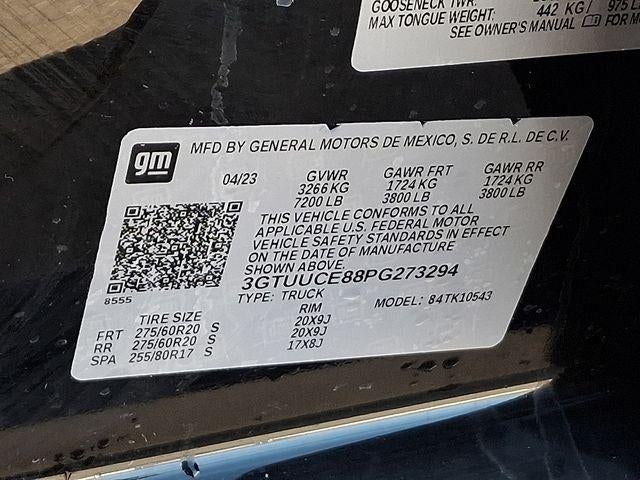 GOOSENECK TWR:
MAX TONGUE WEIGHT: 442 KG/ 975 L
SEE OWNER'S MANUAL FOR M
gm
MFD BY GENERAL MOTORS DE MEXICO, S. DE R.L. DE C.V.
04/23 GVWR GAWR FRT GAWR RR
3266 KG 1724 KG 1724 KG
7200 LB 3800 LB 3800 LB
THIS VEHICLE CONFORMS TO ALL
APPLICABLE U.S. FEDERAL MOTOR
VEHICLE SAFETY STANDARDS IN EFFECT
ON THE DATE OF MANUFACTURE
SHOWN ABOVE.
8555
3GTUUCE88PG273294
TYPE: TRUCK MODEL: 84TK10543
TIRE SIZE RIM
FRT 275/60R20 S 20X9J
RR 275/60R20 S 20X9J
SPA 255/80R17 S 17X8J